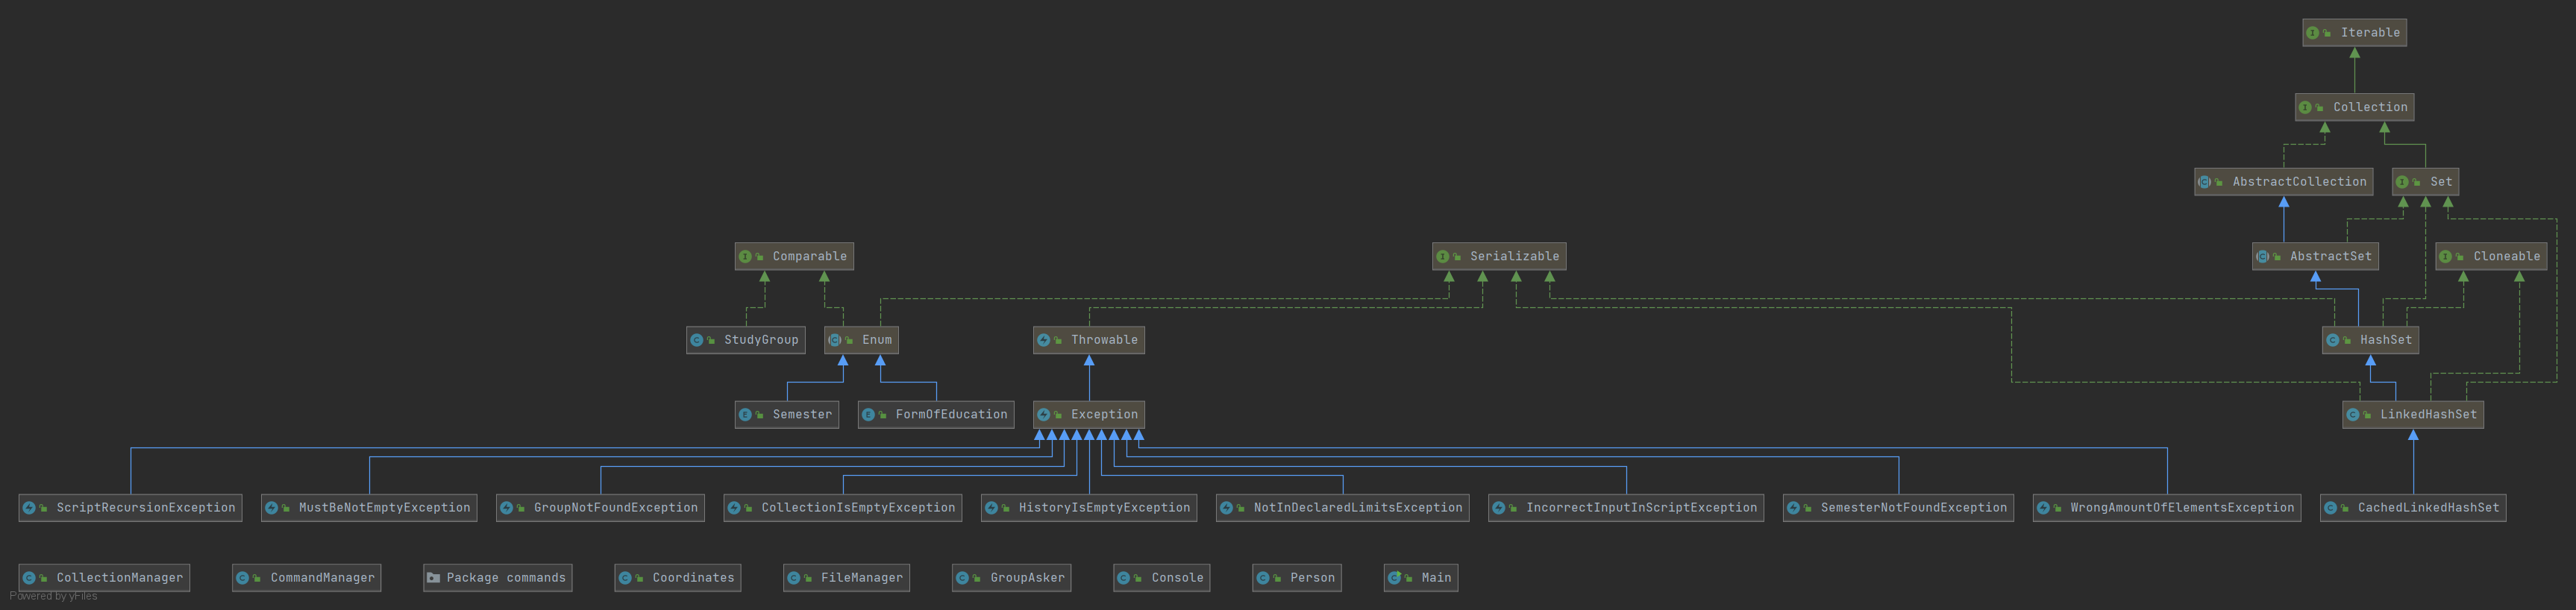 Iterable
Collection
AbstractCollection
Set
Comparable
Serializable
AbstractSet
Cloneable
StudyGroup
Enum
Throwable
HashSet
Semester
FormOfEducation
Exception
LinkedHashSet
ScriptRecursionException
MustBeNotEmptyException
GroupNotFoundException
CollectionIsEmptyException
HistoryIsEmptyException
NotInDeclaredLimitsException
IncorrectInputInScriptException
SemesterNotFoundException
WrongAmountOfElementsException
CachedLinkedHashSet
CollectionManager
CommandManager
Package commands
Coordinates
FileManager
GroupAsker
Console
Person
Main
Powered by yFiles